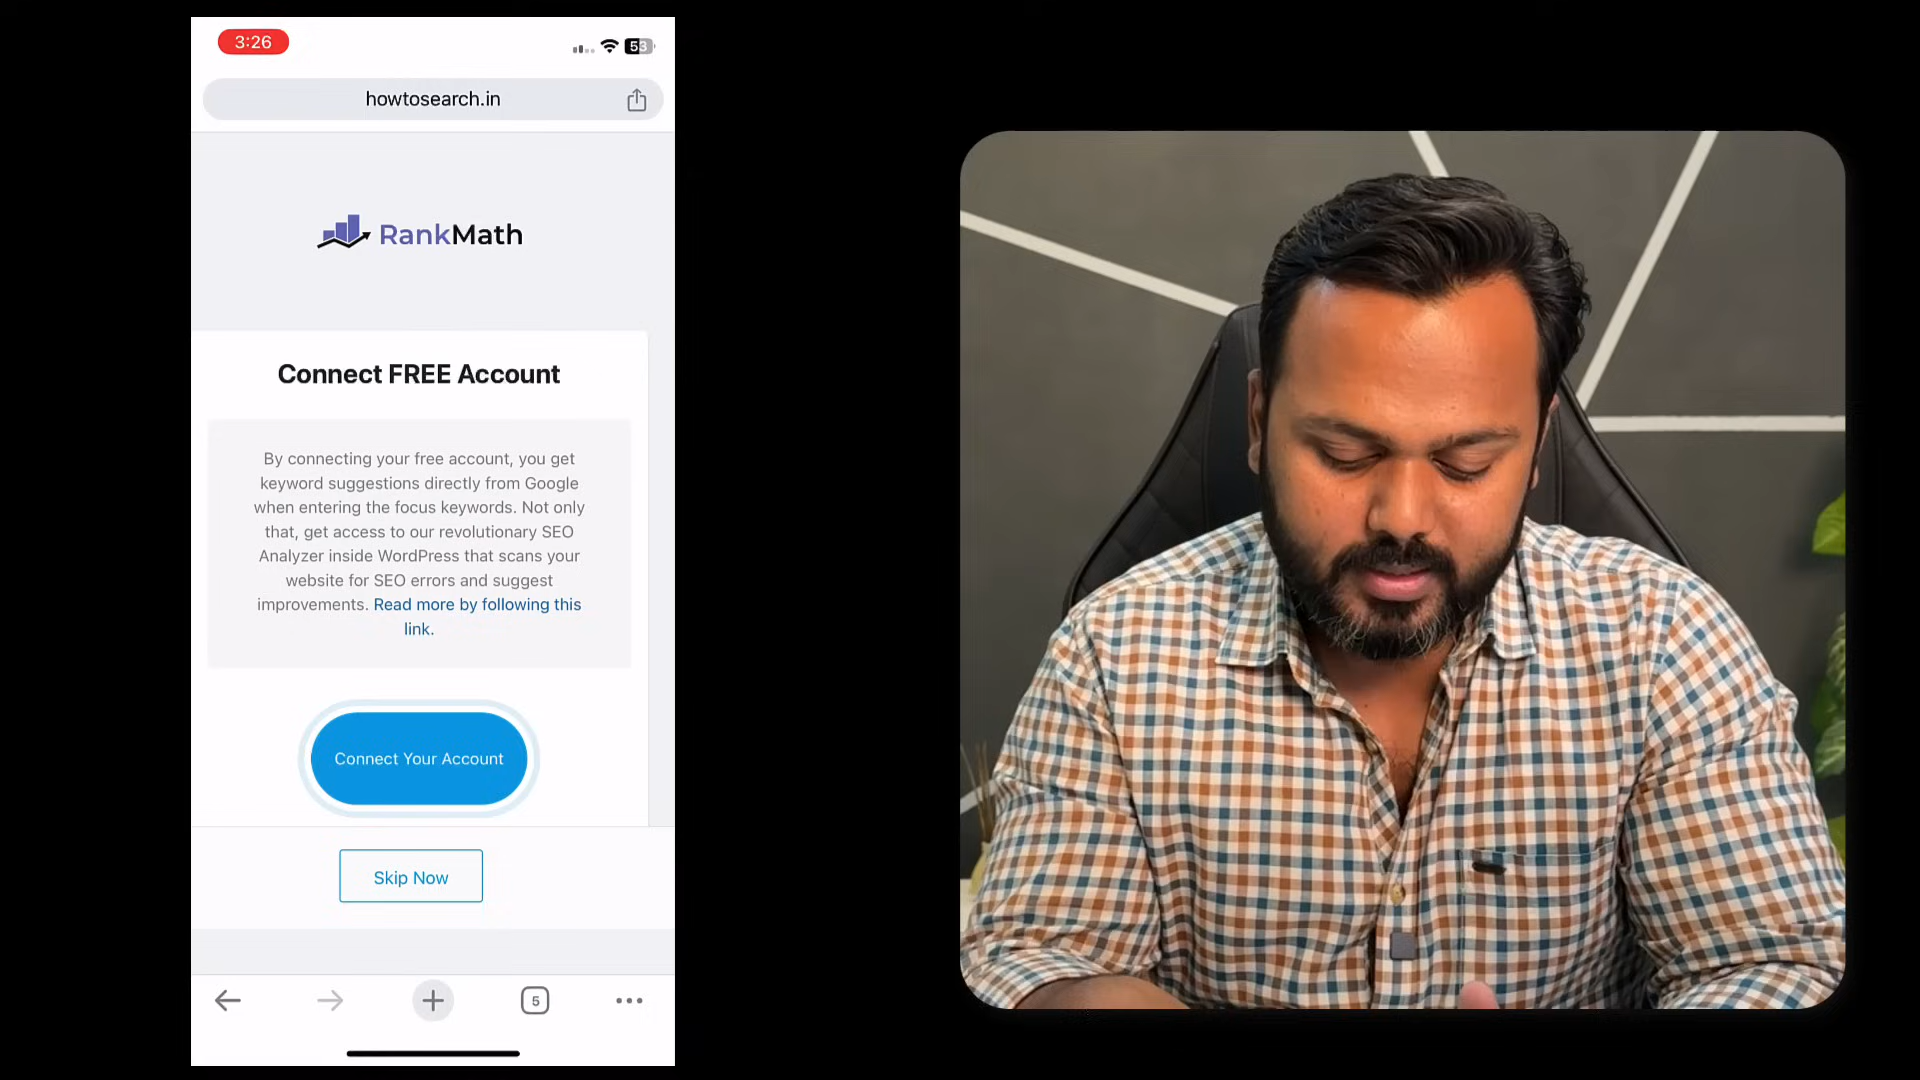 3:26
53
howtosearch.in
RankMath
Connect FREE Account
By connecting your free account, you get
keyword suggestions directly from Google
when entering the focus keywords. Not only
that, get access to our revolutionary SEO
Analyzer inside WordPress that scans your
website for SEO errors and suggest
improvements. Read more by following this
link.
Connect Your Account
Skip Now
5